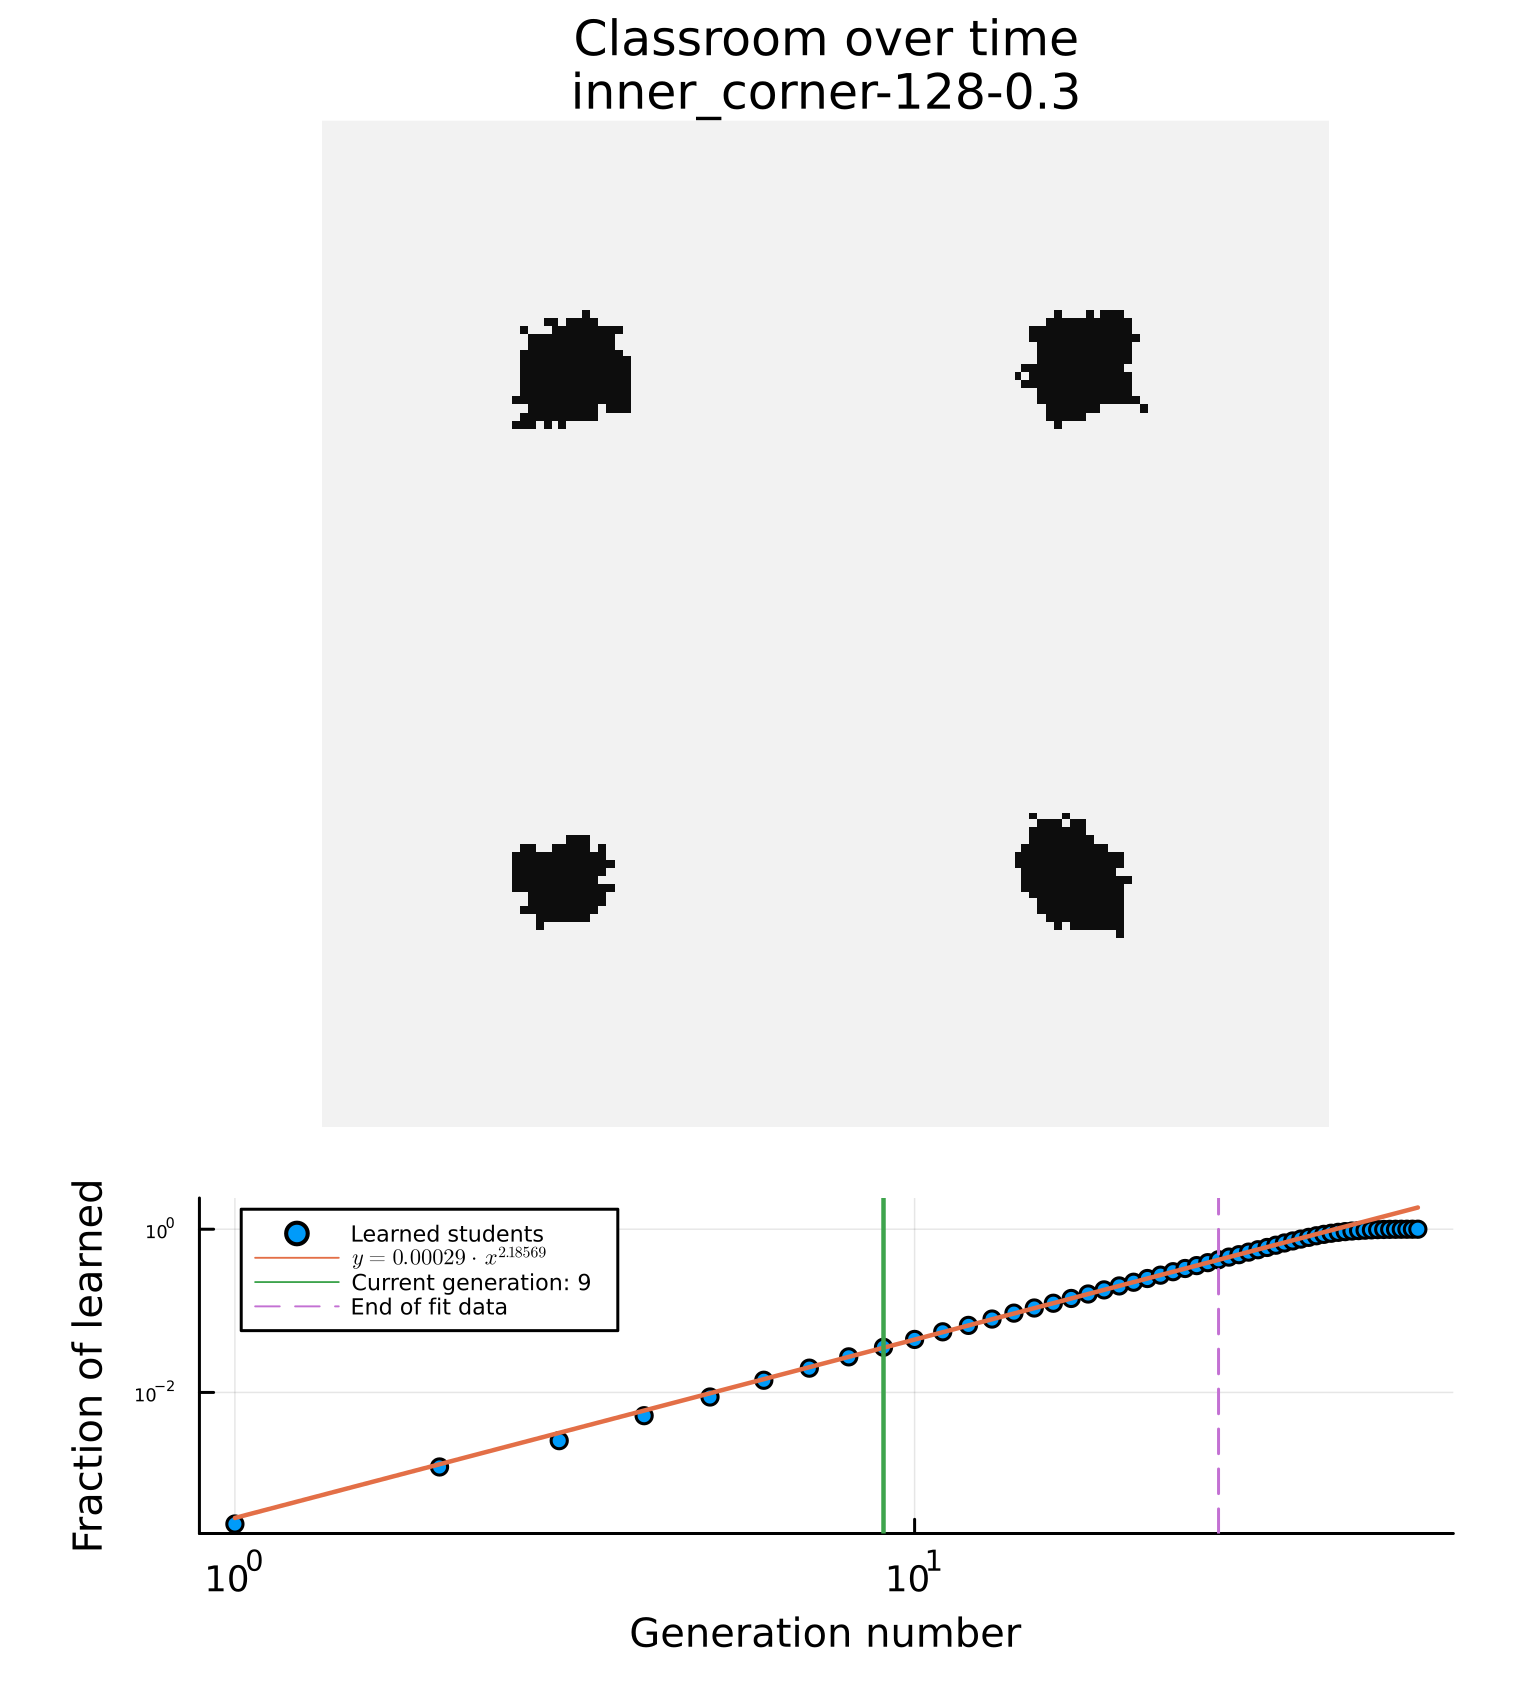 Classroom over time
inner_corner-128-0.3
Fraction of learned
10^0
10^−2
Learned students
y = 0.00029 · x^2.18569
Current generation: 9
End of fit data
10^0
10^1
Generation number